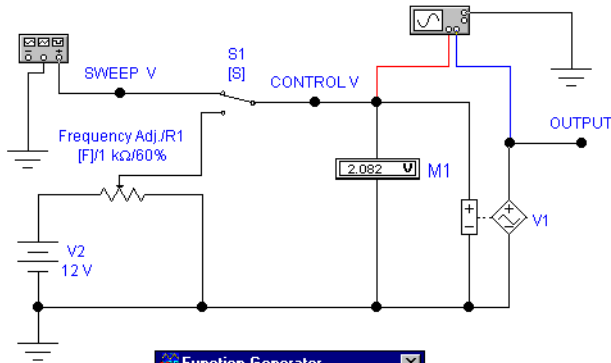 SWEEP V
S1
[S]
CONTROL V
OUTPUT
Frequency Adj./R1
[F]/1 kΩ/60%
2.082 V
M1
V1
V2
12 V
Function Generator